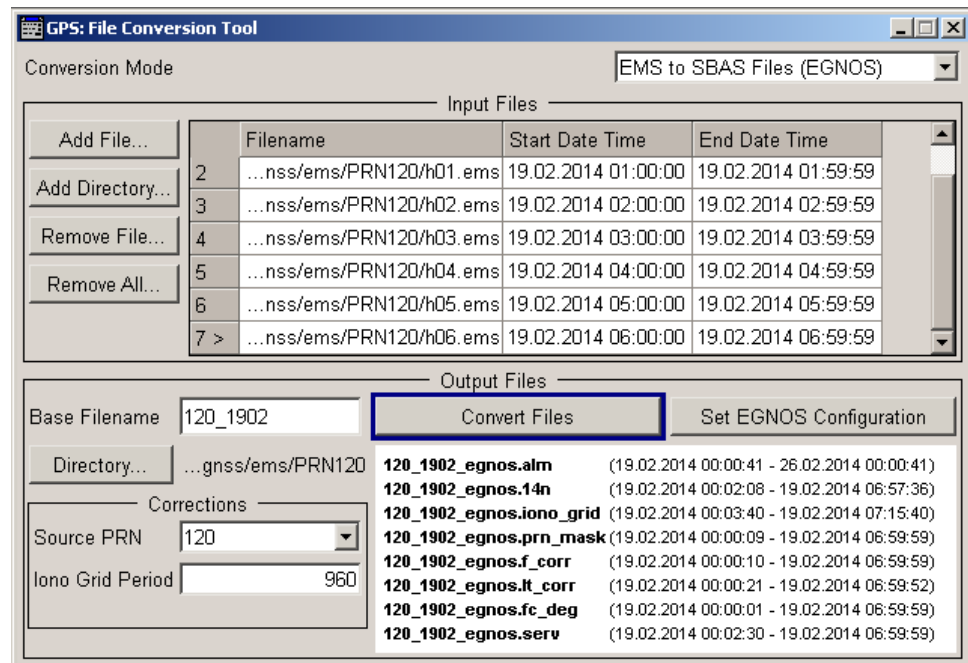 GPS: File Conversion Tool
Conversion Mode
EMS to SBAS Files (EGNOS)
Input Files
Add File...
Add Directory...
Remove File...
Remove All...
Filename Start Date Time End Date Time
2 ...nss/ems/PRN120/h01.ems 19.02.2014 01:00:00 19.02.2014 01:59:59
3 ...nss/ems/PRN120/h02.ems 19.02.2014 02:00:00 19.02.2014 02:59:59
4 ...nss/ems/PRN120/h03.ems 19.02.2014 03:00:00 19.02.2014 03:59:59
5 ...nss/ems/PRN120/h04.ems 19.02.2014 04:00:00 19.02.2014 04:59:59
6 ...nss/ems/PRN120/h05.ems 19.02.2014 05:00:00 19.02.2014 05:59:59
7 > ...nss/ems/PRN120/h06.ems 19.02.2014 06:00:00 19.02.2014 06:59:59
Output Files
Base Filename 120_1902
Convert Files
Set EGNOS Configuration
Directory... ...gnss/ems/PRN120
Corrections
Source PRN 120
Iono Grid Period 960
120_1902_egnos.alm (19.02.2014 00:00:41 - 26.02.2014 00:00:41)
120_1902_egnos.14n (19.02.2014 00:02:08 - 19.02.2014 06:57:36)
120_1902_egnos.iono_grid (19.02.2014 00:03:40 - 19.02.2014 07:15:40)
120_1902_egnos.prn_mask (19.02.2014 00:00:09 - 19.02.2014 06:59:59)
120_1902_egnos.f_corr (19.02.2014 00:00:10 - 19.02.2014 06:59:59)
120_1902_egnos.lt_corr (19.02.2014 00:00:21 - 19.02.2014 06:59:52)
120_1902_egnos.fc_deg (19.02.2014 00:00:01 - 19.02.2014 06:59:59)
120_1902_egnos.serv (19.02.2014 00:02:30 - 19.02.2014 06:59:59)